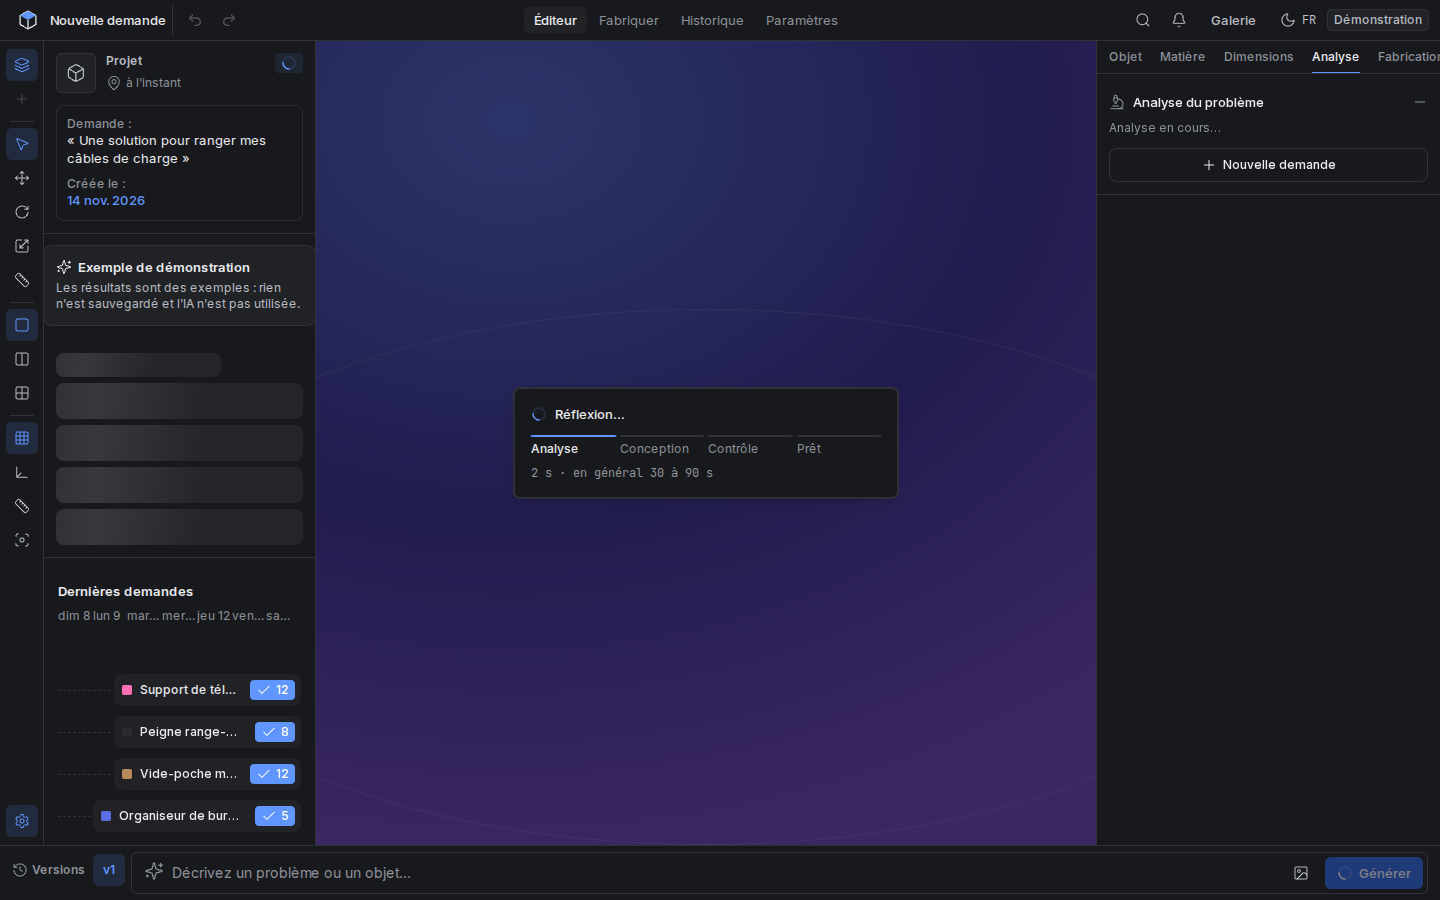 Nouvelle demande
Éditeur
Fabriquer
Historique
Paramètres
Galerie
FR
Démonstration
Projet
à l'instant
Demande :
« Une solution pour ranger mes
câbles de charge »
Créée le :
14 nov. 2026
Exemple de démonstration
Les résultats sont des exemples : rien
n'est sauvegardé et l'IA n'est pas utilisée.
Dernières demandes
dim 8 lun 9 mar… mer… jeu 12 ven… sa…
Support de tél… 12
Peigne range-… 8
Vide-poche m… 12
Organiseur de bur… 5
Réflexion…
Analyse Conception Contrôle Prêt
2 s · en général 30 à 90 s
Objet Matière Dimensions Analyse Fabrication
Analyse du problème
Analyse en cours…
Nouvelle demande
Versions
v1
Décrivez un problème ou un objet…
Générer